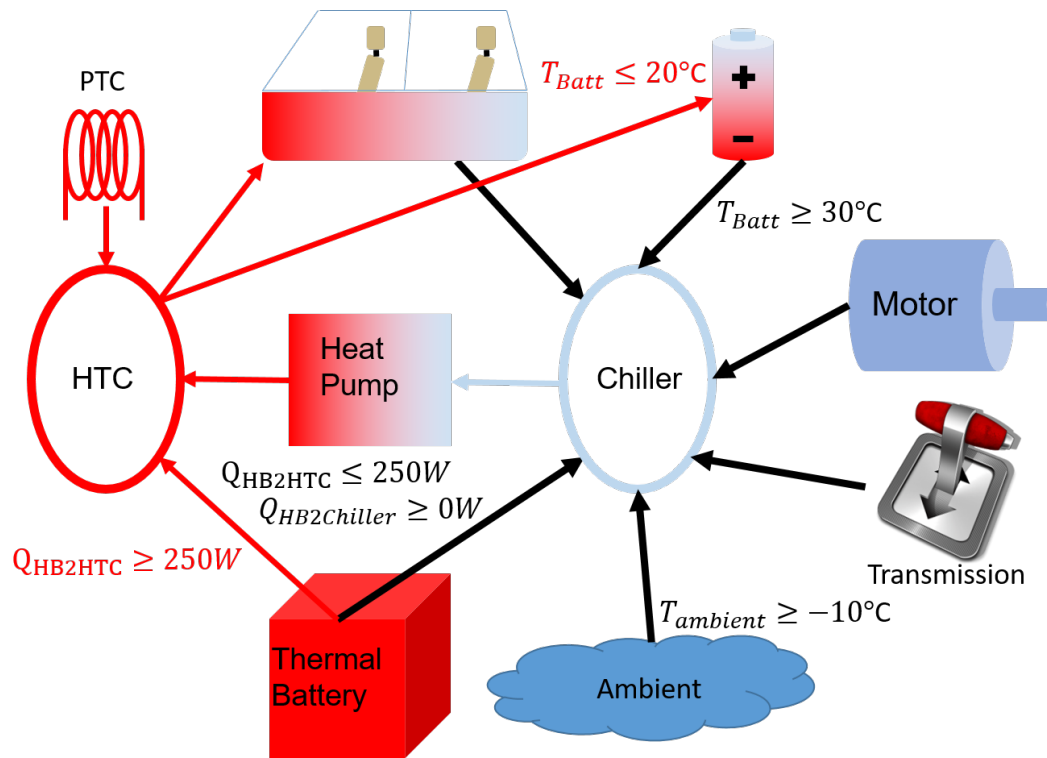 PTC
T_Batt ≤ 20°C
+
−
T_Batt ≥ 30°C
Motor
HTC
Heat
Pump
Chiller
Q_HB2HTC ≤ 250W
Q_HB2Chiller ≥ 0W
Q_HB2HTC ≥ 250W
Transmission
T_ambient ≥ −10°C
Thermal
Battery
Ambient